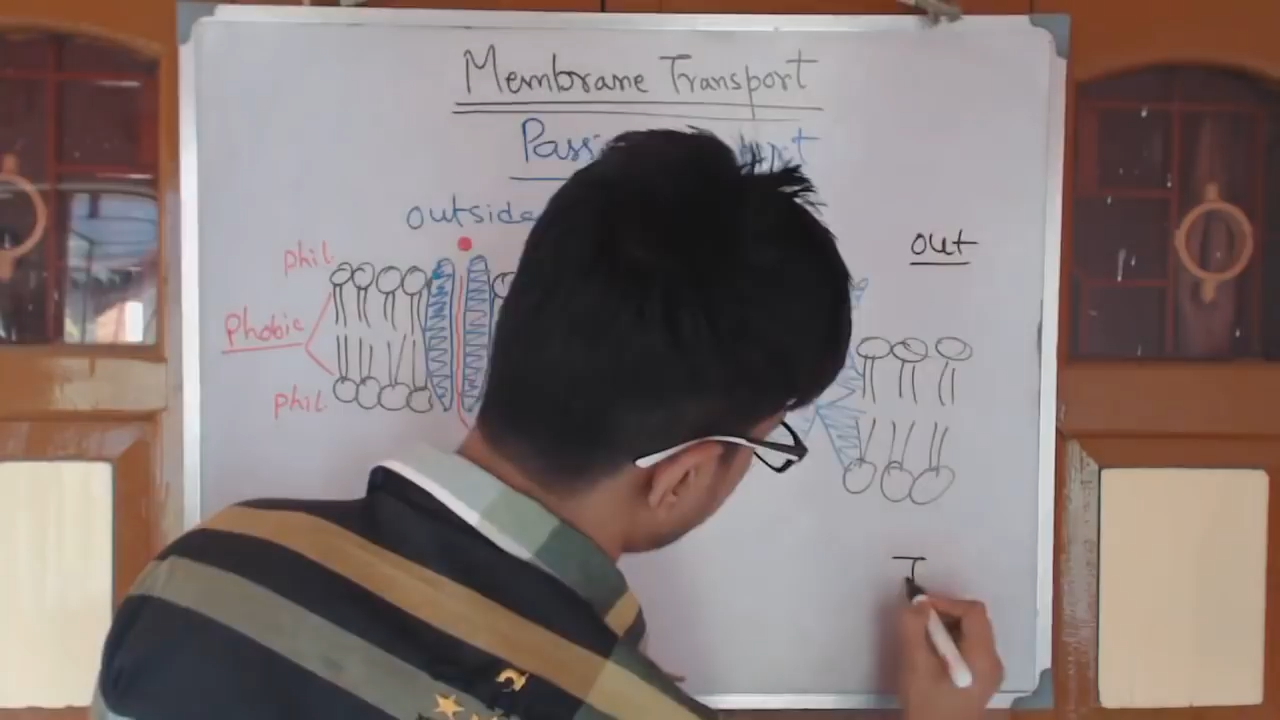 Membrane Transport
outside
out
phil.
Phobic
phil.